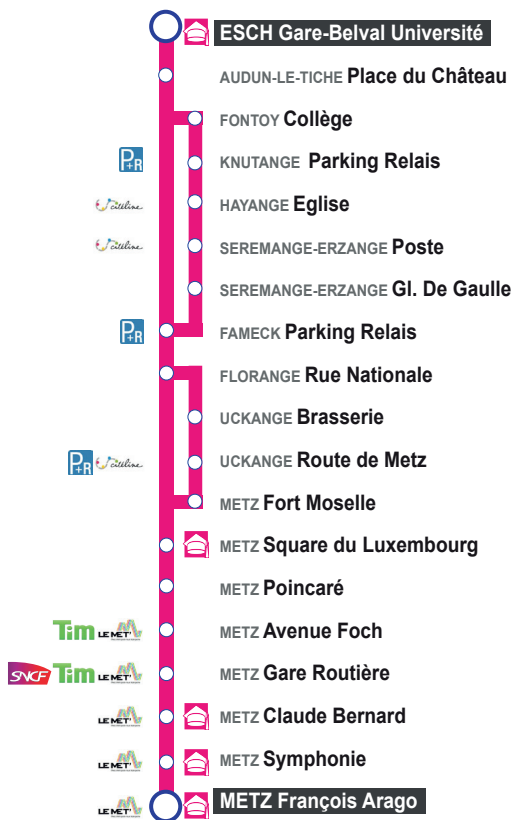 ESCH Gare-Belval Université
AUDUN-LE-TICHE Place du Château
FONTOY Collège
P+R KNUTANGE Parking Relais
citéline HAYANGE Eglise
citéline SEREMANGE-ERZANGE Poste
SEREMANGE-ERZANGE Gl. De Gaulle
P+R FAMECK Parking Relais
FLORANGE Rue Nationale
UCKANGE Brasserie
P+R citéline UCKANGE Route de Metz
METZ Fort Moselle
METZ Square du Luxembourg
METZ Poincaré
Tim LE MET' METZ Avenue Foch
SNCF Tim LE MET' METZ Gare Routière
LE MET' METZ Claude Bernard
LE MET' METZ Symphonie
LE MET' METZ François Arago